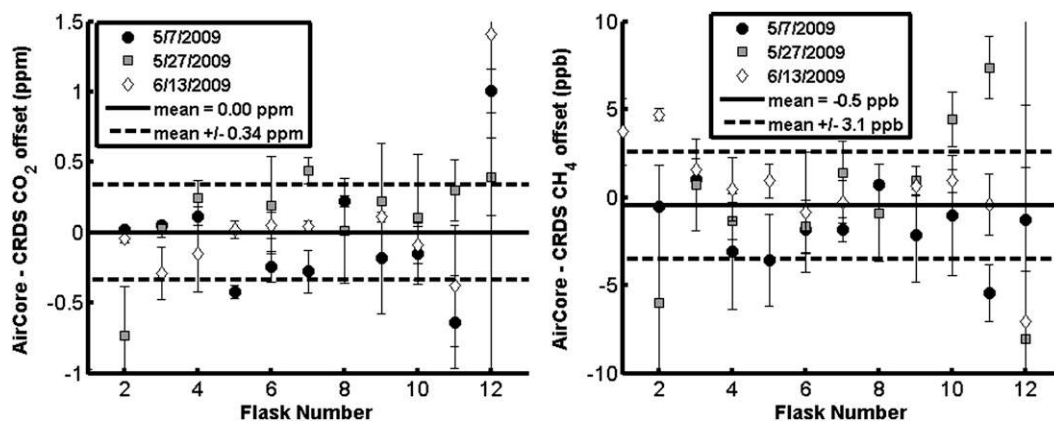 AirCore - CRDS CO2 offset (ppm)
1.5
1
0.5
0
-0.5
-1
5/7/2009
5/27/2009
6/13/2009
mean = 0.00 ppm
mean +/- 0.34 ppm
2 4 6 8 10 12
Flask Number
AirCore - CRDS CH4 offset (ppb)
10
5
0
-5
-10
5/7/2009
5/27/2009
6/13/2009
mean = -0.5 ppb
mean +/- 3.1 ppb
2 4 6 8 10 12
Flask Number